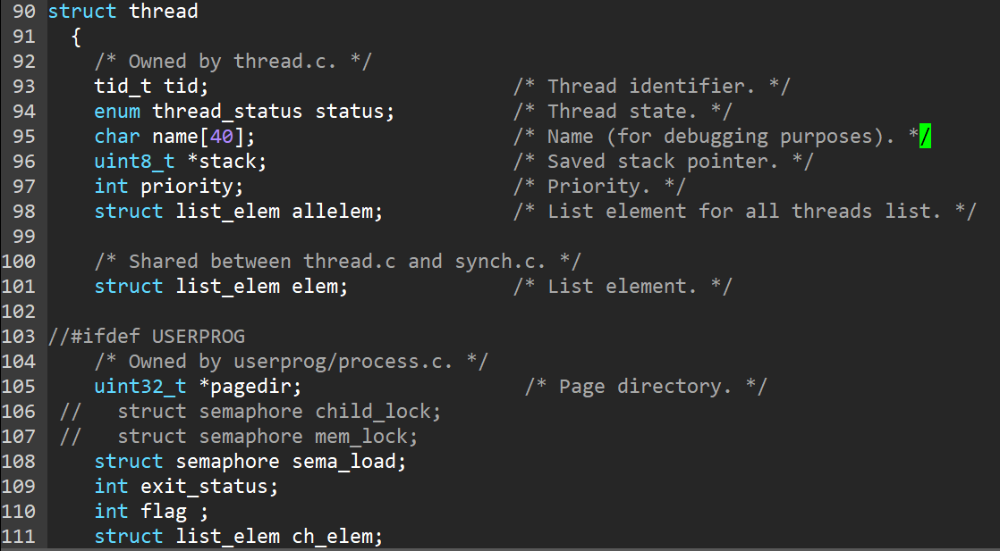 90 struct thread
91   {
92     /* Owned by thread.c. */
93     tid_t tid;                          /* Thread identifier. */
94     enum thread_status status;          /* Thread state. */
95     char name[40];                      /* Name (for debugging purposes). */
96     uint8_t *stack;                     /* Saved stack pointer. */
97     int priority;                       /* Priority. */
98     struct list_elem allelem;           /* List element for all threads list. */
99
100     /* Shared between thread.c and synch.c. */
101     struct list_elem elem;              /* List element. */
102
103 //#ifdef USERPROG
104     /* Owned by userprog/process.c. */
105     uint32_t *pagedir;                   /* Page directory. */
106  //   struct semaphore child_lock;
107  //   struct semaphore mem_lock;
108     struct semaphore sema_load;
109     int exit_status;
110     int flag ;
111     struct list_elem ch_elem;